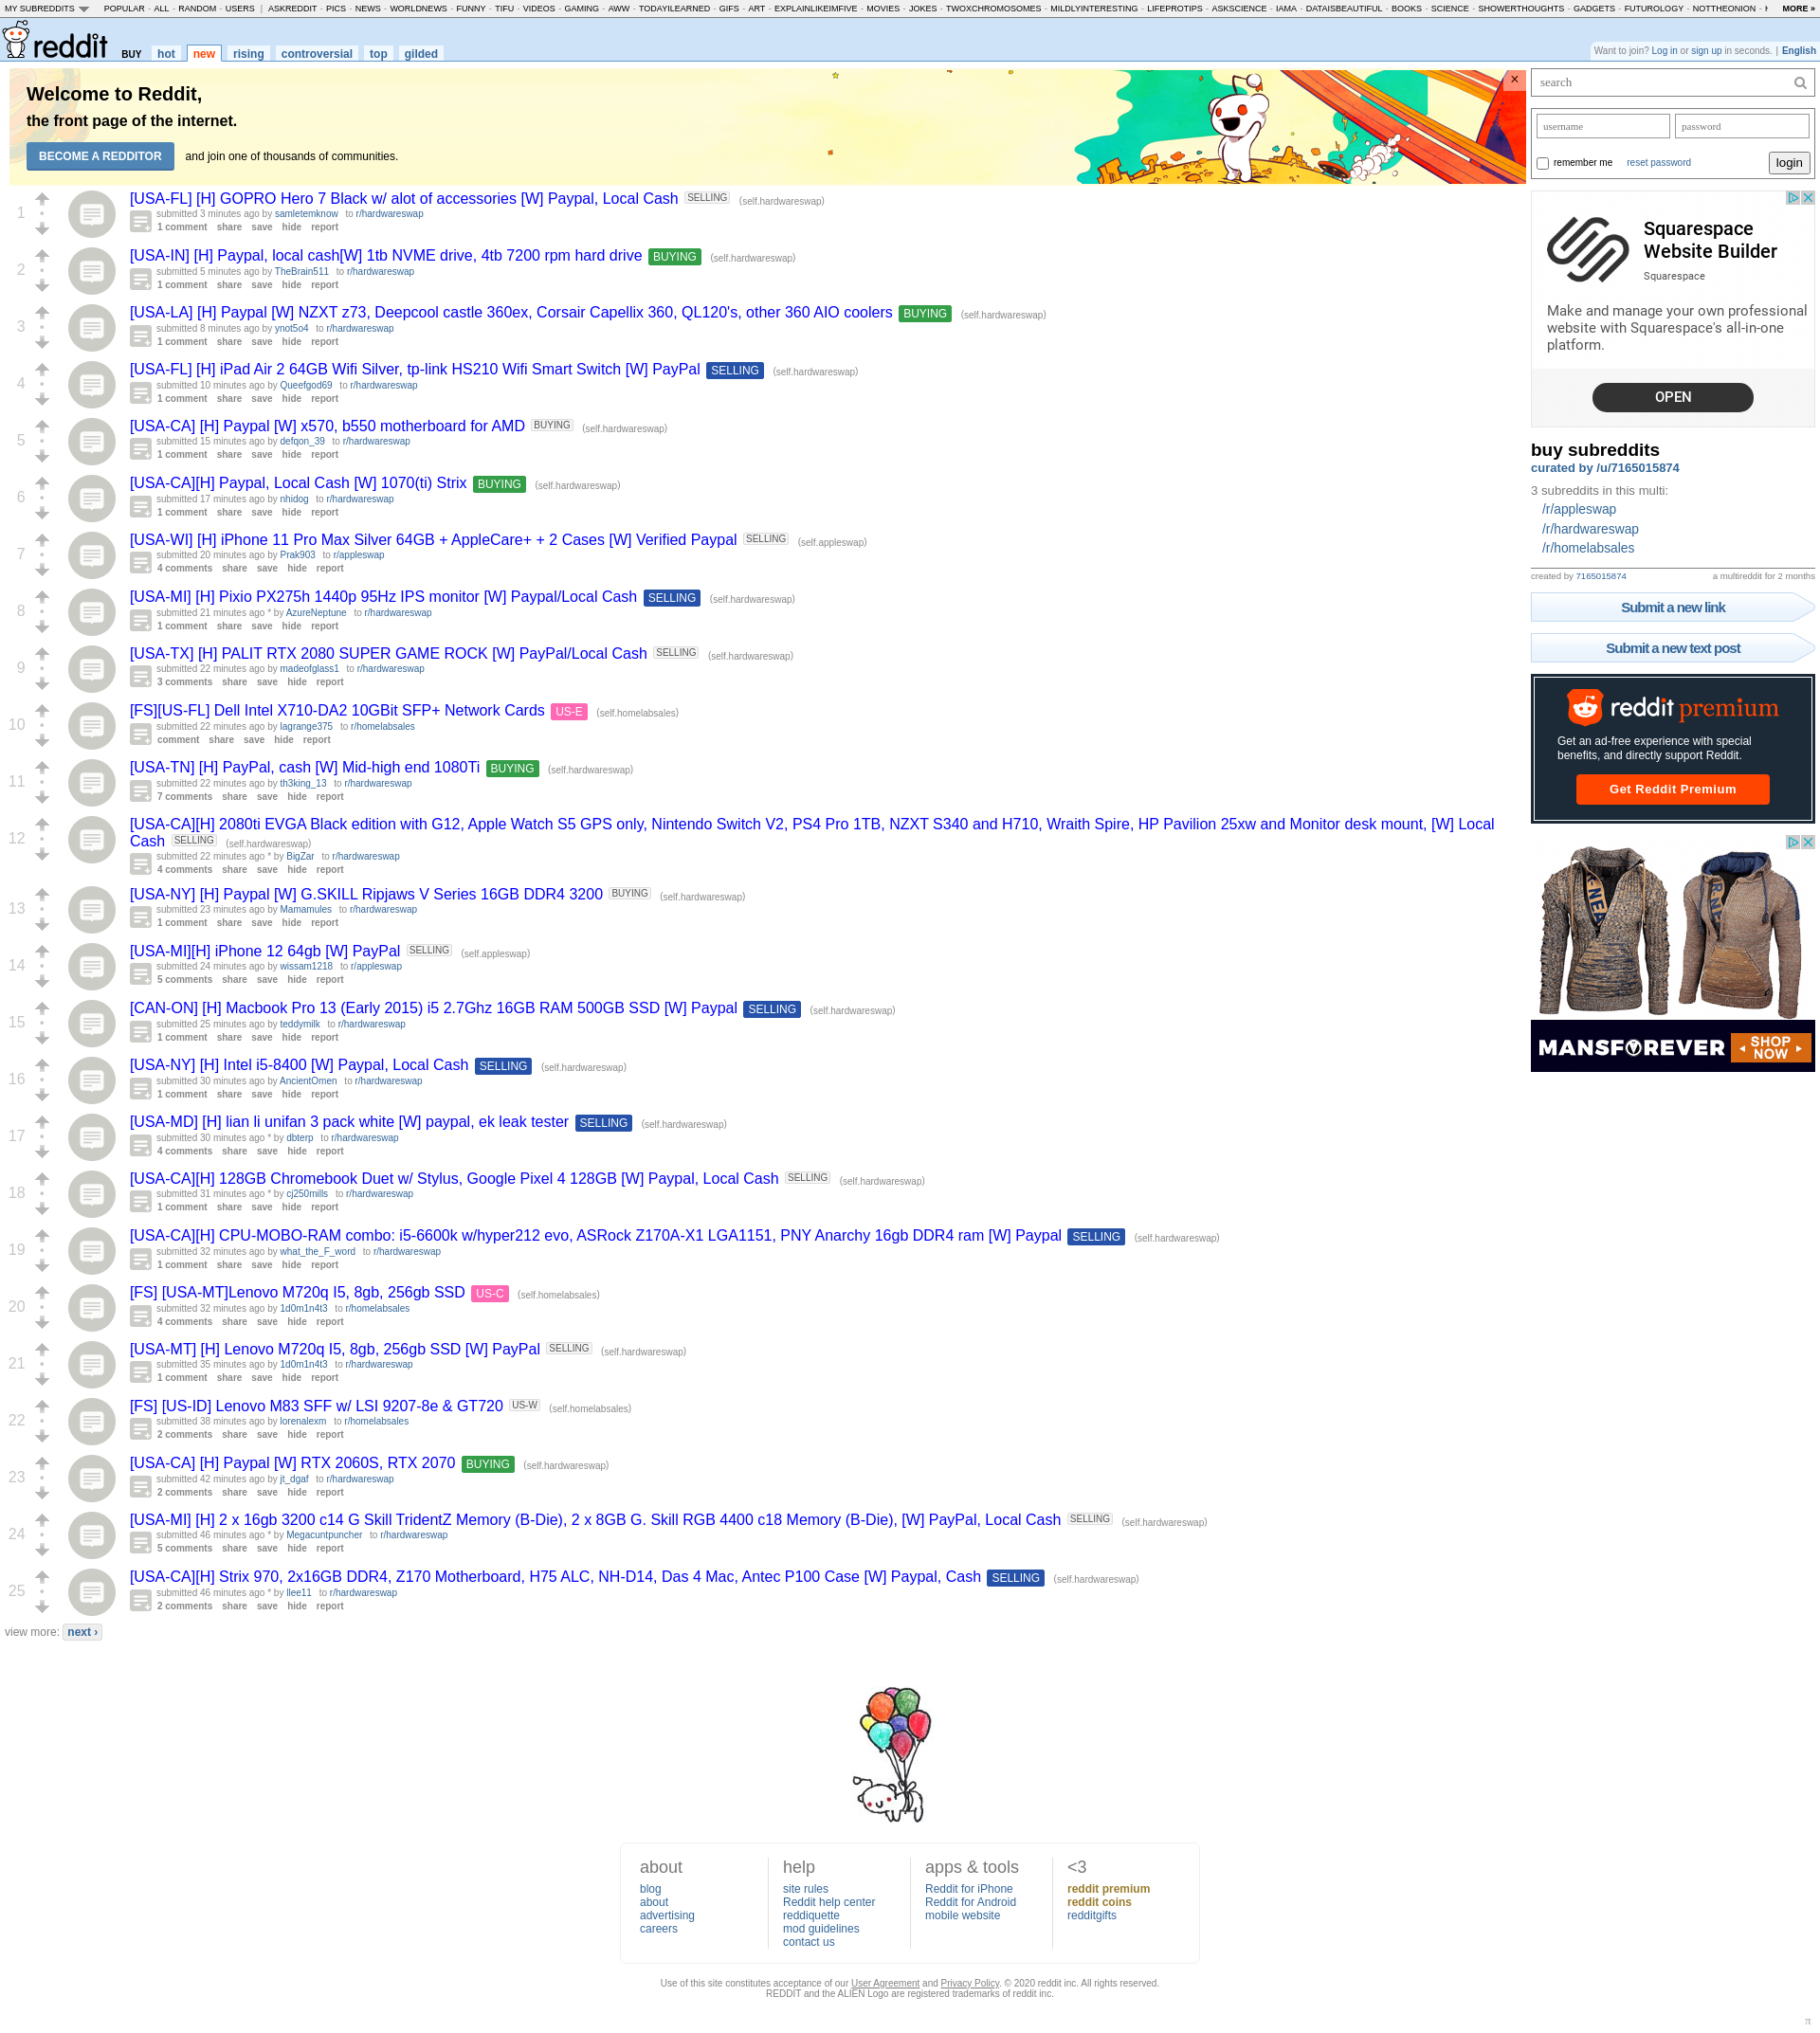 MY SUBREDDITS POPULAR - ALL - RANDOM - USERS | ASKREDDIT - PICS - NEWS - WORLDNEWS - FUNNY - TIFU - VIDEOS - GAMING - AWW - TODAYILEARNED - GIFS - ART - EXPLAINLIKEIMFIVE - MOVIES - JOKES - TWOXCHROMOSOMES - MILDLYINTERESTING - LIFEPROTIPS - ASKSCIENCE - IAMA - DATAISBEAUTIFUL - BOOKS - SCIENCE - SHOWERTHOUGHTS - GADGETS - FUTUROLOGY - NOTTHEONION - MORE »
reddit BUY hot new rising controversial top gilded
Want to join? Log in or sign up in seconds. | English
Welcome to Reddit,
the front page of the internet.
BECOME A REDDITOR and join one of thousands of communities.
×
1
[USA-FL] [H] GOPRO Hero 7 Black w/ alot of accessories [W] Paypal, Local Cash SELLING (self.hardwareswap)
submitted 3 minutes ago by samletemknow to r/hardwareswap
1 comment share save hide report
2
[USA-IN] [H] Paypal, local cash[W] 1tb NVME drive, 4tb 7200 rpm hard drive BUYING (self.hardwareswap)
submitted 5 minutes ago by TheBrain511 to r/hardwareswap
1 comment share save hide report
3
[USA-LA] [H] Paypal [W] NZXT z73, Deepcool castle 360ex, Corsair Capellix 360, QL120's, other 360 AIO coolers BUYING (self.hardwareswap)
submitted 8 minutes ago by ynot5o4 to r/hardwareswap
1 comment share save hide report
4
[USA-FL] [H] iPad Air 2 64GB Wifi Silver, tp-link HS210 Wifi Smart Switch [W] PayPal SELLING (self.hardwareswap)
submitted 10 minutes ago by Queefgod69 to r/hardwareswap
1 comment share save hide report
5
[USA-CA] [H] Paypal [W] x570, b550 motherboard for AMD BUYING (self.hardwareswap)
submitted 15 minutes ago by defqon_39 to r/hardwareswap
1 comment share save hide report
6
[USA-CA][H] Paypal, Local Cash [W] 1070(ti) Strix BUYING (self.hardwareswap)
submitted 17 minutes ago by nhidog to r/hardwareswap
1 comment share save hide report
7
[USA-WI] [H] iPhone 11 Pro Max Silver 64GB + AppleCare+ + 2 Cases [W] Verified Paypal SELLING (self.appleswap)
submitted 20 minutes ago by Prak903 to r/appleswap
4 comments share save hide report
8
[USA-MI] [H] Pixio PX275h 1440p 95Hz IPS monitor [W] Paypal/Local Cash SELLING (self.hardwareswap)
submitted 21 minutes ago * by AzureNeptune to r/hardwareswap
1 comment share save hide report
9
[USA-TX] [H] PALIT RTX 2080 SUPER GAME ROCK [W] PayPal/Local Cash SELLING (self.hardwareswap)
submitted 22 minutes ago by madeofglass1 to r/hardwareswap
3 comments share save hide report
10
[FS][US-FL] Dell Intel X710-DA2 10GBit SFP+ Network Cards US-E (self.homelabsales)
submitted 22 minutes ago by lagrange375 to r/homelabsales
comment share save hide report
11
[USA-TN] [H] PayPal, cash [W] Mid-high end 1080Ti BUYING (self.hardwareswap)
submitted 22 minutes ago by th3king_13 to r/hardwareswap
7 comments share save hide report
12
[USA-CA][H] 2080ti EVGA Black edition with G12, Apple Watch S5 GPS only, Nintendo Switch V2, PS4 Pro 1TB, NZXT S340 and H710, Wraith Spire, HP Pavilion 25xw and Monitor desk mount, [W] Local
Cash SELLING (self.hardwareswap)
submitted 22 minutes ago * by BigZar to r/hardwareswap
4 comments share save hide report
13
[USA-NY] [H] Paypal [W] G.SKILL Ripjaws V Series 16GB DDR4 3200 BUYING (self.hardwareswap)
submitted 23 minutes ago by Mamamules to r/hardwareswap
1 comment share save hide report
14
[USA-MI][H] iPhone 12 64gb [W] PayPal SELLING (self.appleswap)
submitted 24 minutes ago by wissam1218 to r/appleswap
5 comments share save hide report
15
[CAN-ON] [H] Macbook Pro 13 (Early 2015) i5 2.7Ghz 16GB RAM 500GB SSD [W] Paypal SELLING (self.hardwareswap)
submitted 25 minutes ago by teddymilk to r/hardwareswap
1 comment share save hide report
16
[USA-NY] [H] Intel i5-8400 [W] Paypal, Local Cash SELLING (self.hardwareswap)
submitted 30 minutes ago by AncientOmen to r/hardwareswap
1 comment share save hide report
17
[USA-MD] [H] lian li unifan 3 pack white [W] paypal, ek leak tester SELLING (self.hardwareswap)
submitted 30 minutes ago * by dbterp to r/hardwareswap
4 comments share save hide report
18
[USA-CA][H] 128GB Chromebook Duet w/ Stylus, Google Pixel 4 128GB [W] Paypal, Local Cash SELLING (self.hardwareswap)
submitted 31 minutes ago * by cj250mills to r/hardwareswap
1 comment share save hide report
19
[USA-CA][H] CPU-MOBO-RAM combo: i5-6600k w/hyper212 evo, ASRock Z170A-X1 LGA1151, PNY Anarchy 16gb DDR4 ram [W] Paypal SELLING (self.hardwareswap)
submitted 32 minutes ago by what_the_F_word to r/hardwareswap
1 comment share save hide report
20
[FS] [USA-MT]Lenovo M720q I5, 8gb, 256gb SSD US-C (self.homelabsales)
submitted 32 minutes ago by 1d0m1n4t3 to r/homelabsales
4 comments share save hide report
21
[USA-MT] [H] Lenovo M720q I5, 8gb, 256gb SSD [W] PayPal SELLING (self.hardwareswap)
submitted 35 minutes ago by 1d0m1n4t3 to r/hardwareswap
1 comment share save hide report
22
[FS] [US-ID] Lenovo M83 SFF w/ LSI 9207-8e & GT720 US-W (self.homelabsales)
submitted 38 minutes ago by lorenalexm to r/homelabsales
2 comments share save hide report
23
[USA-CA] [H] Paypal [W] RTX 2060S, RTX 2070 BUYING (self.hardwareswap)
submitted 42 minutes ago by jt_dgaf to r/hardwareswap
2 comments share save hide report
24
[USA-MI] [H] 2 x 16gb 3200 c14 G Skill TridentZ Memory (B-Die), 2 x 8GB G. Skill RGB 4400 c18 Memory (B-Die), [W] PayPal, Local Cash SELLING (self.hardwareswap)
submitted 46 minutes ago * by Megacuntpuncher to r/hardwareswap
5 comments share save hide report
25
[USA-CA][H] Strix 970, 2x16GB DDR4, Z170 Motherboard, H75 ALC, NH-D14, Das 4 Mac, Antec P100 Case [W] Paypal, Cash SELLING (self.hardwareswap)
submitted 46 minutes ago * by llee11 to r/hardwareswap
2 comments share save hide report
view more: next ›
search
username password
remember me reset password login
Squarespace
Website Builder
Squarespace
Make and manage your own professional
website with Squarespace's all-in-one
platform.
OPEN
buy subreddits
curated by /u/7165015874
3 subreddits in this multi:
/r/appleswap
/r/hardwareswap
/r/homelabsales
created by 7165015874 a multireddit for 2 months
Submit a new link
Submit a new text post
reddit premium
Get an ad-free experience with special
benefits, and directly support Reddit.
Get Reddit Premium
MANSFOREVER SHOP NOW
about
blog
about
advertising
careers
help
site rules
Reddit help center
reddiquette
mod guidelines
contact us
apps & tools
Reddit for iPhone
Reddit for Android
mobile website
<3
reddit premium
reddit coins
redditgifts
Use of this site constitutes acceptance of our User Agreement and Privacy Policy. © 2020 reddit inc. All rights reserved.
REDDIT and the ALIEN Logo are registered trademarks of reddit inc.
π